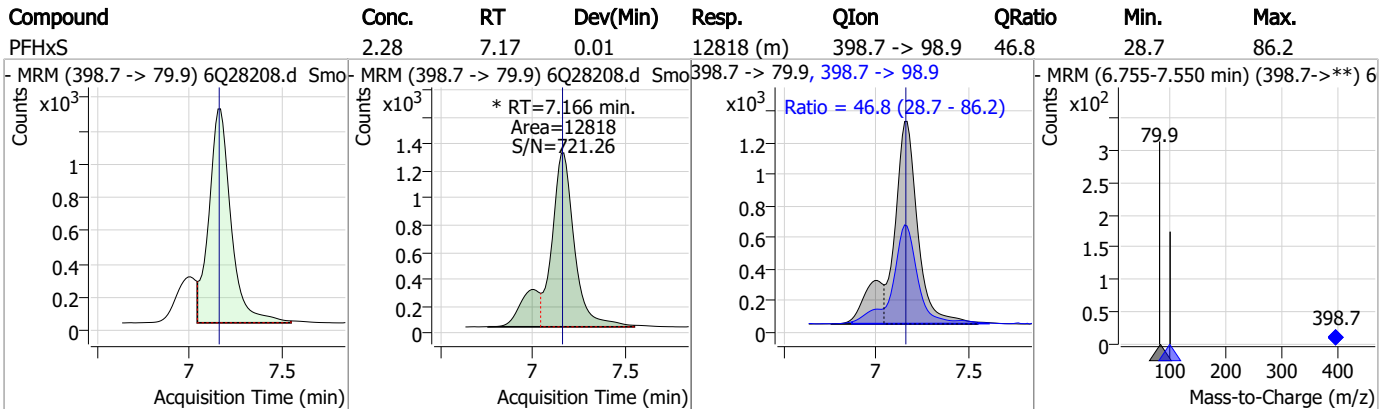 Compound Conc. RT Dev(Min) Resp. QIon QRatio Min. Max.
PFHxS 2.28 7.17 0.01 12818 (m) 398.7 -> 98.9 46.8 28.7 86.2
- MRM (398.7 -> 79.9) 6Q28208.d Smo
Counts
x10³
1
0.8
0.6
0.4
0.2
0
7 7.5
Acquisition Time (min)
- MRM (398.7 -> 79.9) 6Q28208.d Smo
Counts
x10³
* RT=7.166 min.
Area=12818
S/N=721.26
1.4
1.2
1
0.8
0.6
0.4
0.2
0
7 7.5
Acquisition Time (min)
398.7 -> 79.9, 398.7 -> 98.9
x10³
Ratio = 46.8 (28.7 - 86.2)
1.2
1
0.8
0.6
0.4
0.2
0
7 7.5
Acquisition Time (min)
- MRM (6.755-7.550 min) (398.7->**) 6
Counts
x10²
79.9
3
2.5
2
1.5
1
0.5
0
398.7
100 200 300 400
Mass-to-Charge (m/z)